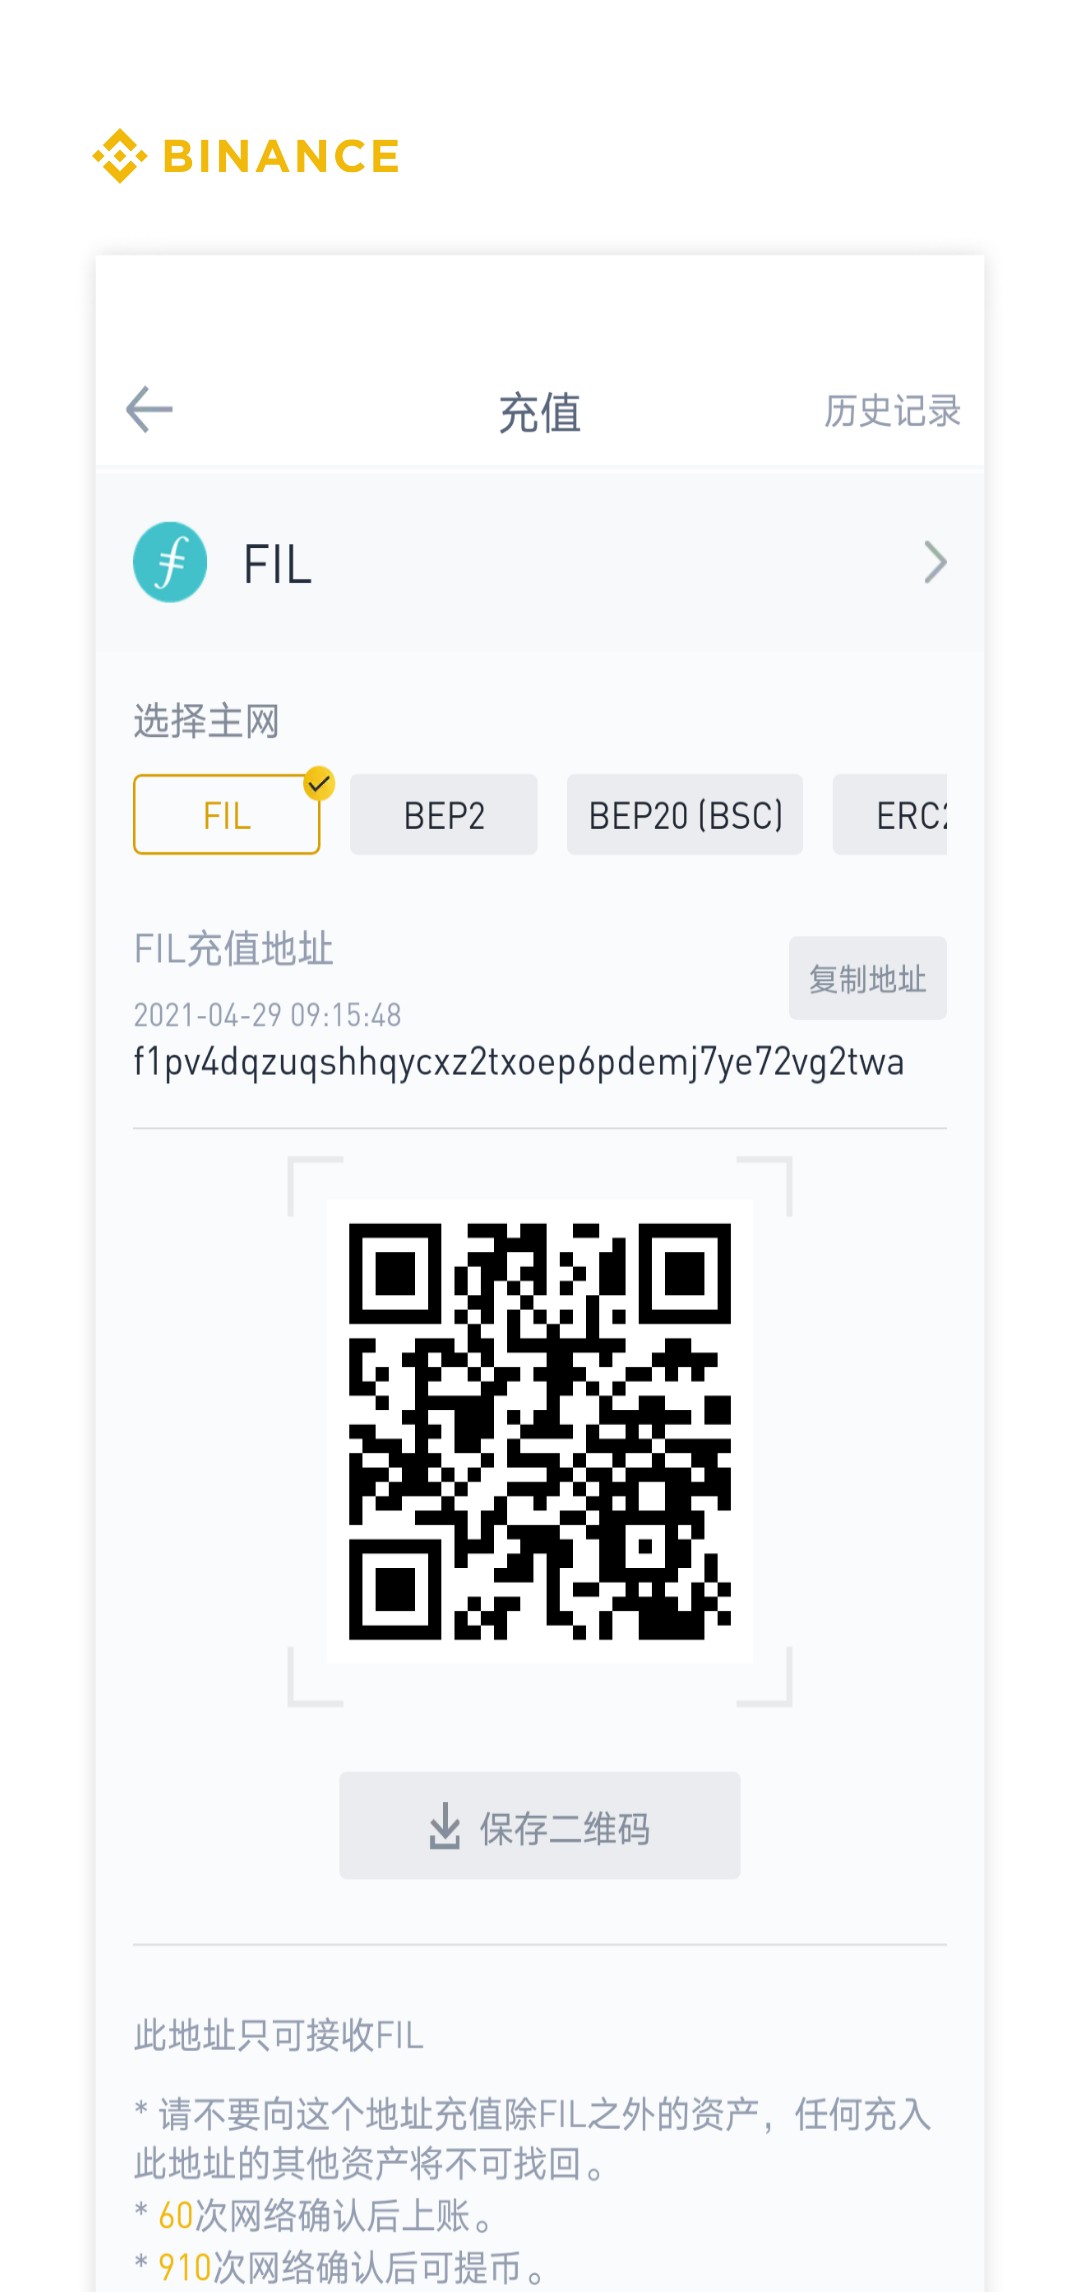 BINANCE
充值
历史记录
FIL
选择主网
FIL
BEP2
BEP20 (BSC)
ERC2
FIL充值地址
复制地址
2021-04-29 09:15:48
f1pv4dqzuqshhqycxz2txoep6pdemj7ye72vg2twa
保存二维码
此地址只可接收FIL
* 请不要向这个地址充值除FIL之外的资产，任何充入
此地址的其他资产将不可找回。
* 60次网络确认后上账。
* 910次网络确认后可提币。